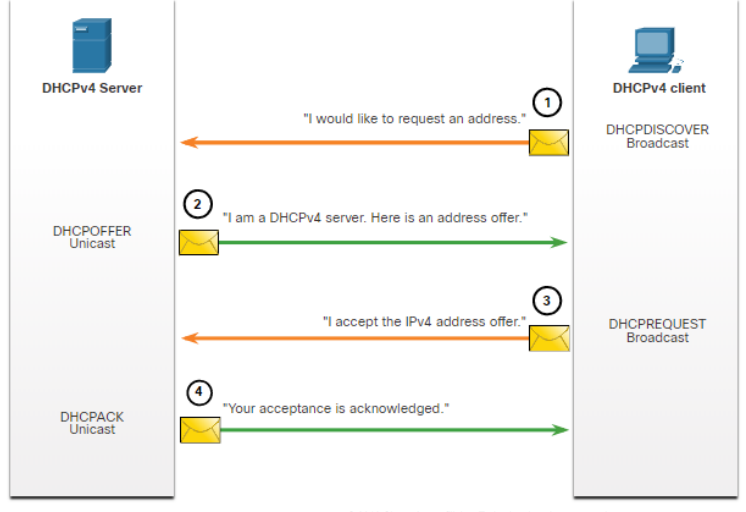 DHCPv4 Server
DHCPv4 client
1
"I would like to request an address."
DHCPDISCOVER
Broadcast
2
"I am a DHCPv4 server. Here is an address offer."
DHCPOFFER
Unicast
3
"I accept the IPv4 address offer."
DHCPREQUEST
Broadcast
4
"Your acceptance is acknowledged."
DHCPACK
Unicast